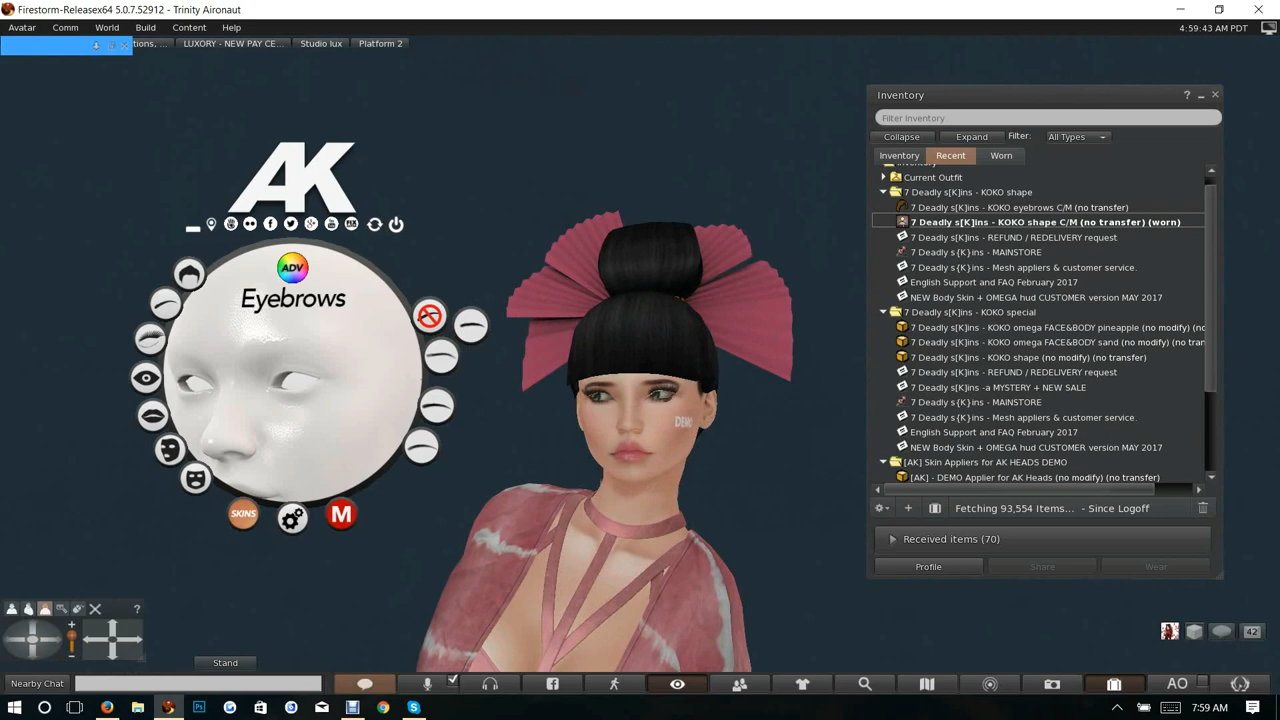 Firestorm-Releasex64 5.0.7.52912 - Trinity Aironaut
Avatar Comm World Build Content Help
4:59:43 AM PDT
tions, ... LUXORY - NEW PAY CE... Studio lux Platform 2
AK
ADV
Eyebrows
SKINS
M
DEMO
Inventory
Filter Inventory
Collapse Expand Filter: All Types
Inventory Recent Worn
Current Outfit
7 Deadly s[K]ins - KOKO shape
7 Deadly s[K]ins - KOKO eyebrows C/M (no transfer)
7 Deadly s[K]ins - KOKO shape C/M (no transfer) (worn)
7 Deadly s[K]ins - REFUND / REDELIVERY request
7 Deadly s{K}ins - MAINSTORE
7 Deadly s{K}ins - Mesh appliers & customer service.
English Support and FAQ February 2017
NEW Body Skin + OMEGA hud CUSTOMER version MAY 2017
7 Deadly s[K]ins - KOKO special
7 Deadly s[K]ins - KOKO omega FACE&BODY pineapple (no modify) (no
7 Deadly s[K]ins - KOKO omega FACE&BODY sand (no modify) (no tran
7 Deadly s[K]ins - KOKO shape (no modify) (no transfer)
7 Deadly s[K]ins - REFUND / REDELIVERY request
7 Deadly s[K]ins -a MYSTERY + NEW SALE
7 Deadly s{K}ins - MAINSTORE
7 Deadly s{K}ins - Mesh appliers & customer service.
English Support and FAQ February 2017
NEW Body Skin + OMEGA hud CUSTOMER version MAY 2017
[AK] Skin Appliers for AK HEADS DEMO
[AK] - DEMO Applier for AK Heads (no modify) (no transfer)
Fetching 93,554 Items... - Since Logoff
Received items (70)
Profile Share Wear
42
Stand
Nearby Chat
AO
7:59 AM